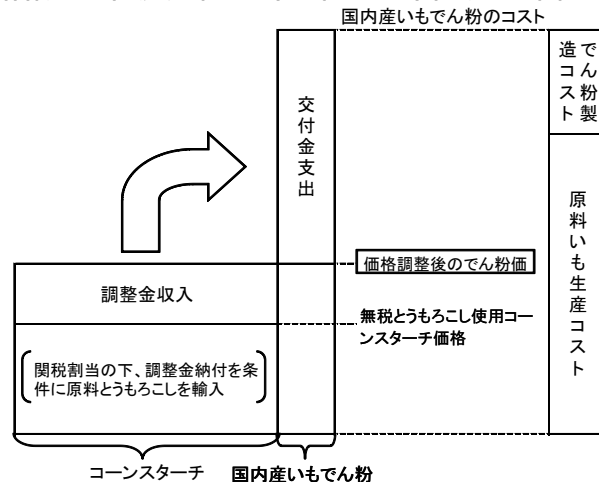 国内産いもでん粉のコスト
でん粉製
造コスト
交付金支出
原料いも生産コスト
価格調整後のでん粉価
調整金収入
無税とうもろこし使用コー
ンスターチ価格
関税割当の下、調整金納付を条
件に原料とうもろこしを輸入
コーンスターチ
国内産いもでん粉